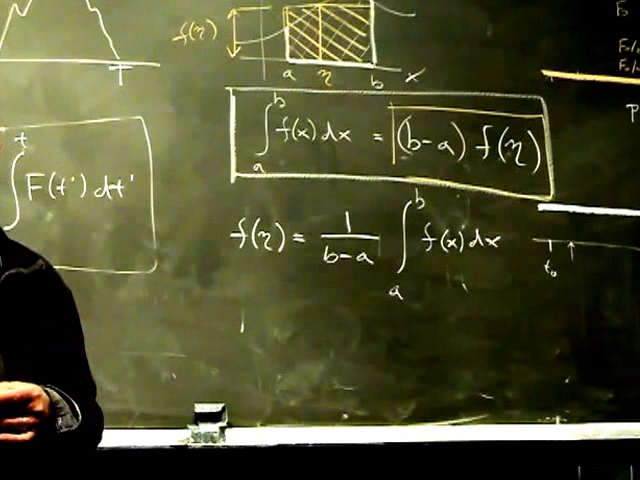 f(η)
a η b x
∫_a^b f(x) dx = (b-a) f(η)
∫^t F(t') dt'
f(η) = 1/(b-a) ∫_a^b f(x) dx
t₀